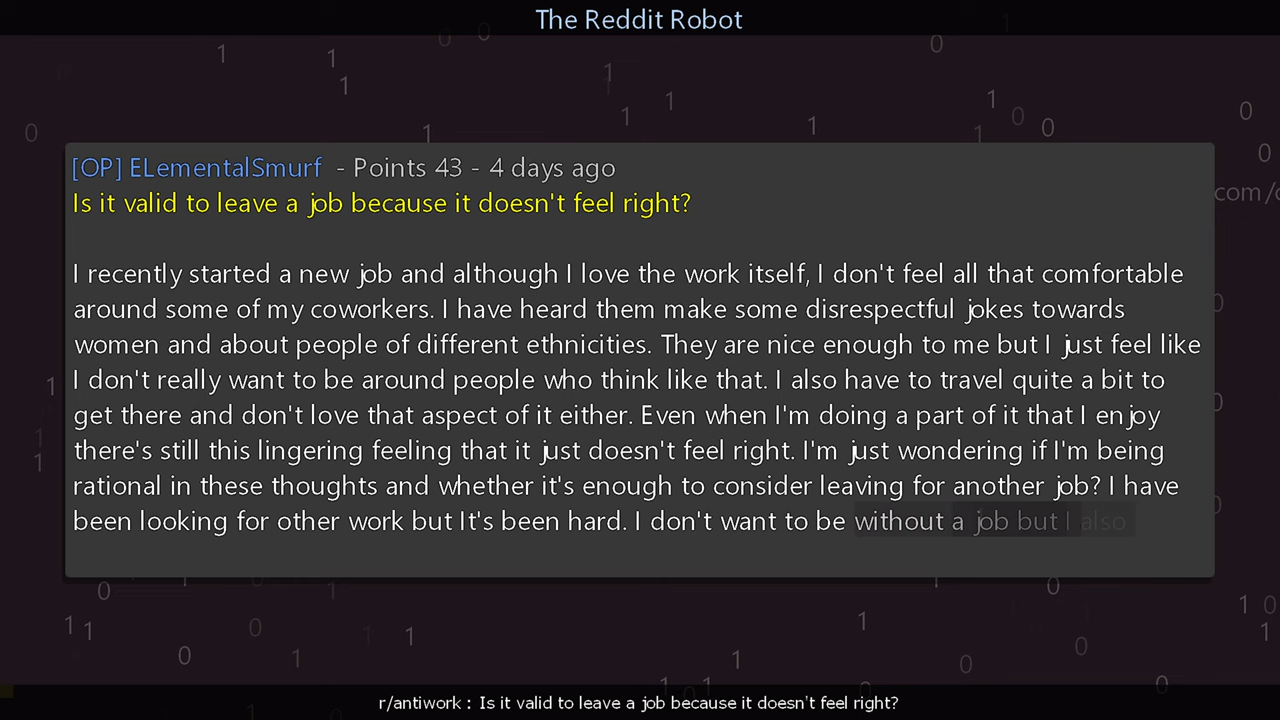 The Reddit Robot
[OP] ELementalSmurf - Points 43 - 4 days ago
Is it valid to leave a job because it doesn't feel right?
com/
I recently started a new job and although I love the work itself, I don't feel all that comfortable
around some of my coworkers. I have heard them make some disrespectful jokes towards
women and about people of different ethnicities. They are nice enough to me but I just feel like
I don't really want to be around people who think like that. I also have to travel quite a bit to
get there and don't love that aspect of it either. Even when I'm doing a part of it that I enjoy
there's still this lingering feeling that it just doesn't feel right. I'm just wondering if I'm being
rational in these thoughts and whether it's enough to consider leaving for another job? I have
been looking for other work but It's been hard. I don't want to be without a job but I also
r/antiwork : Is it valid to leave a job because it doesn't feel right?